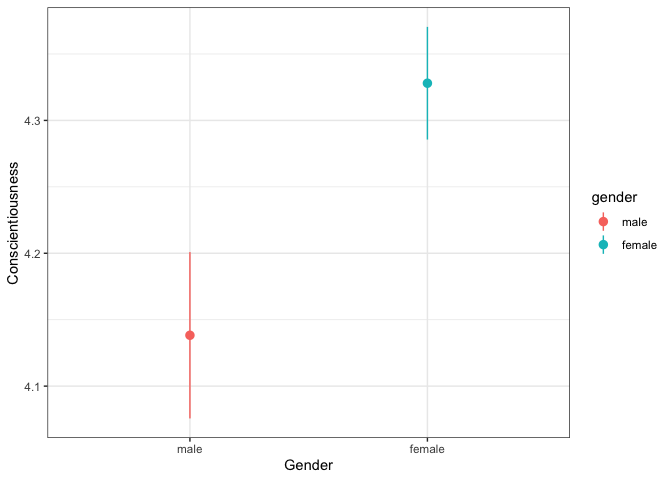 Conscientiousness
4.3
4.2
4.1
male
female
Gender
gender
male
female